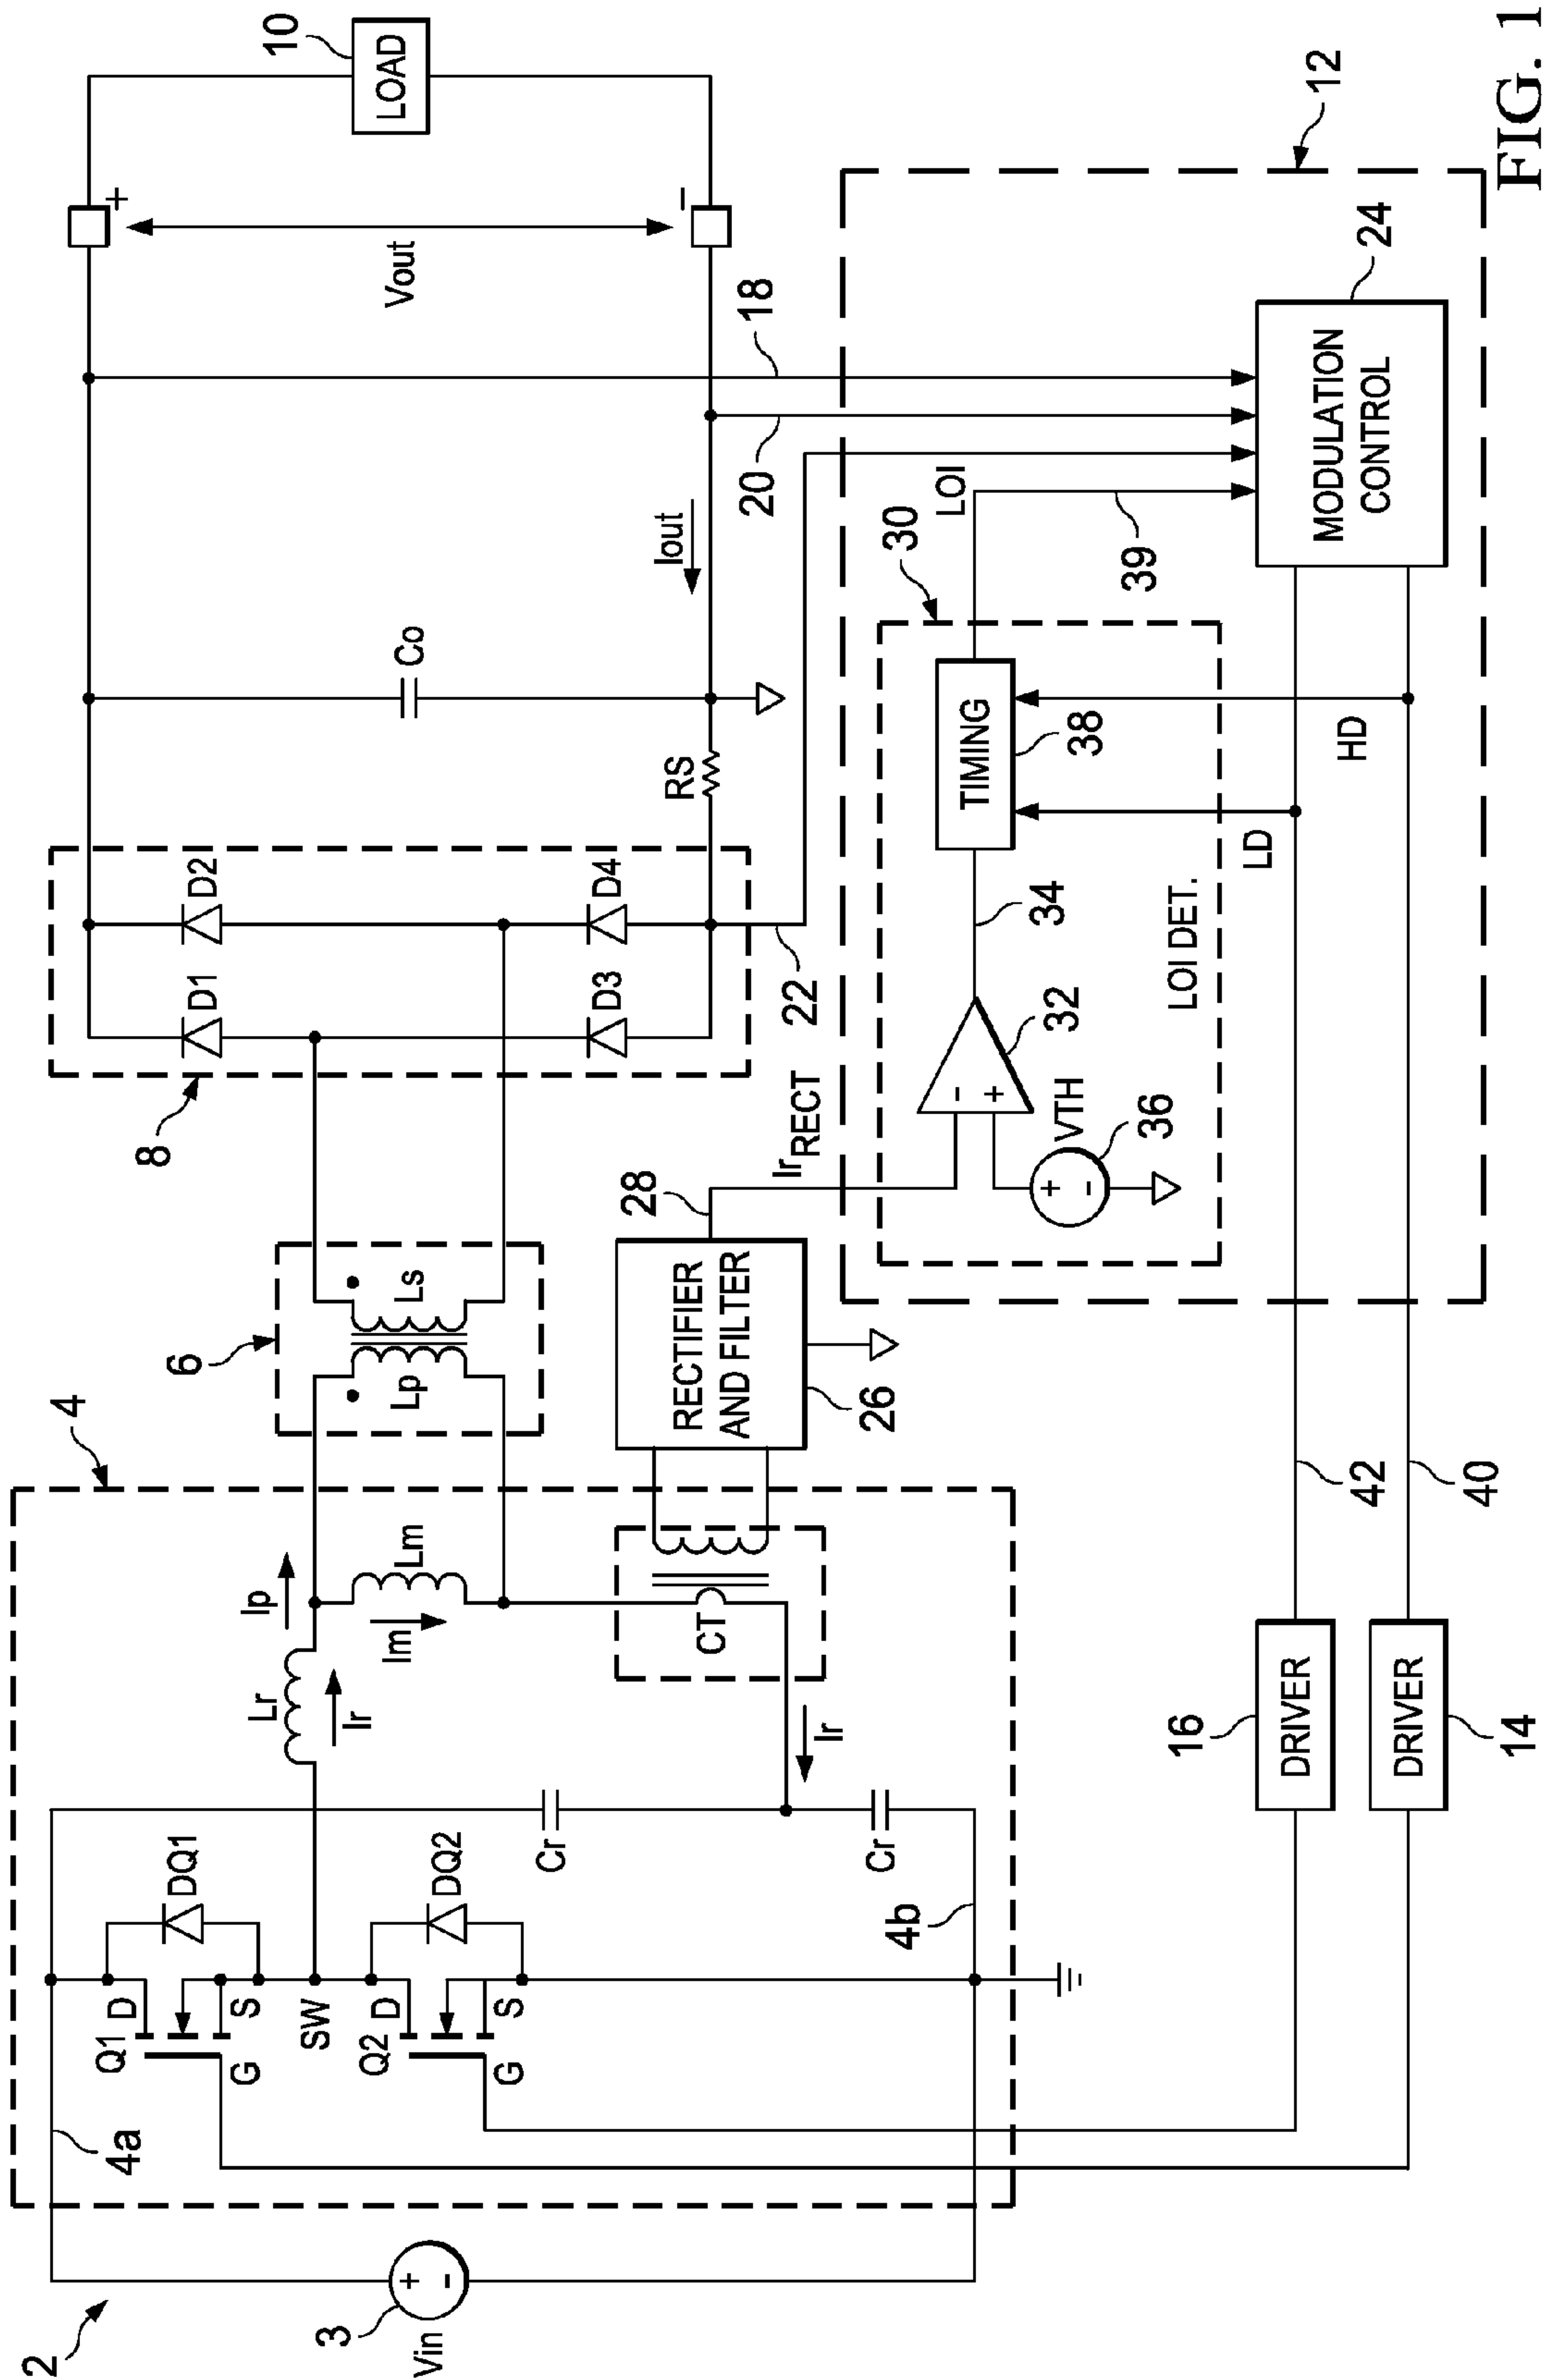 2
3
Vin
4a
4
Q1
D
S
G
DQ1
SW
Q2
D
S
G
DQ2
4b
Lr
Ir
Ip
Im
Lm
Cr
Cr
Ir
CT
6
Lp
Ls
8
D1
D2
D3
D4
RS
Co
Iout
Vout
+
-
10
LOAD
18
20
22
RECTIFIER
AND FILTER
26
28
IrRECT
12
30
LOI DET.
-
+
32
VTH
+
-
36
34
TIMING
38
LOI
39
MODULATION
CONTROL
24
LD
HD
42
40
16
DRIVER
14
DRIVER
+
-
FIG. 1